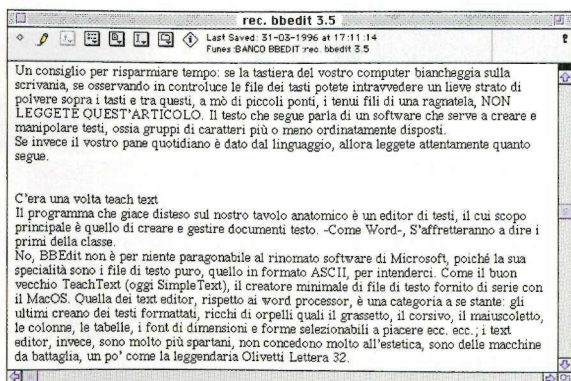 rec. bbedit 3.5
Last Saved: 31-03-1996 at 17:11:14
Funes:BANCO BBEDIT:rec. bbedit 3.5
Un consiglio per risparmiare tempo: se la tastiera del vostro computer biancheggia sulla
scrivania, se osservando in controluce le file dei tasti potete intravvedere un lieve strato di
polvere sopra i tasti e tra questi, a mò di piccoli ponti, i tenui fili di una ragnatela, NON
LEGGETE QUEST'ARTICOLO. Il testo che segue parla di un software che serve a creare e
manipolare testi, ossia gruppi di caratteri più o meno ordinatamente disposti.
Se invece il vostro pane quotidiano è dato dal linguaggio, allora leggete attentamente quanto
segue.
C'era una volta teach text
Il programma che giace disteso sul nostro tavolo anatomico è un editor di testi, il cui scopo
principale è quello di creare e gestire documenti testo. -Come Word-, S'affretteranno a dire i
primi della classe.
No, BBEdit non è per niente paragonabile al rinomato software di Microsoft, poiché la sua
specialità sono i file di testo puro, quello in formato ASCII, per intenderci. Come il buon
vecchio TeachText (oggi SimpleText), il creatore minimale di file di testo fornito di serie con
il MacOS. Quella dei text editor, rispetto ai word processor, è una categoria a se stante: gli
ultimi creano dei testi formattati, ricchi di orpelli quali il grassetto, il corsivo, il maiuscoletto,
le colonne, le tabelle, i font di dimensioni e forme selezionabili a piacere ecc. ecc.; i text
editor, invece, sono molto più spartani, non concedono molto all'estetica, sono delle macchine
da battaglia, un po' come la leggendaria Olivetti Lettera 32.